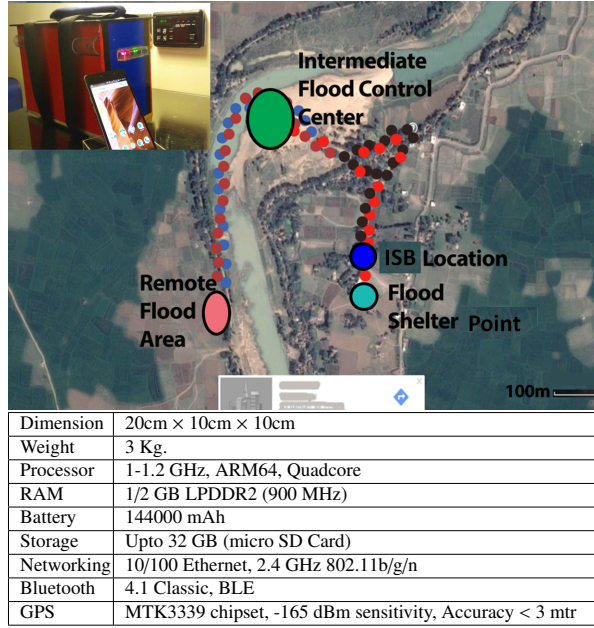 Intermediate
Flood Control
Center
ISB Location
Remote
Flood
Area
Flood
Shelter Point
100m
Dimension 20cm × 10cm × 10cm
Weight 3 Kg.
Processor 1-1.2 GHz, ARM64, Quadcore
RAM 1/2 GB LPDDR2 (900 MHz)
Battery 144000 mAh
Storage Upto 32 GB (micro SD Card)
Networking 10/100 Ethernet, 2.4 GHz 802.11b/g/n
Bluetooth 4.1 Classic, BLE
GPS MTK3339 chipset, -165 dBm sensitivity, Accuracy < 3 mtr